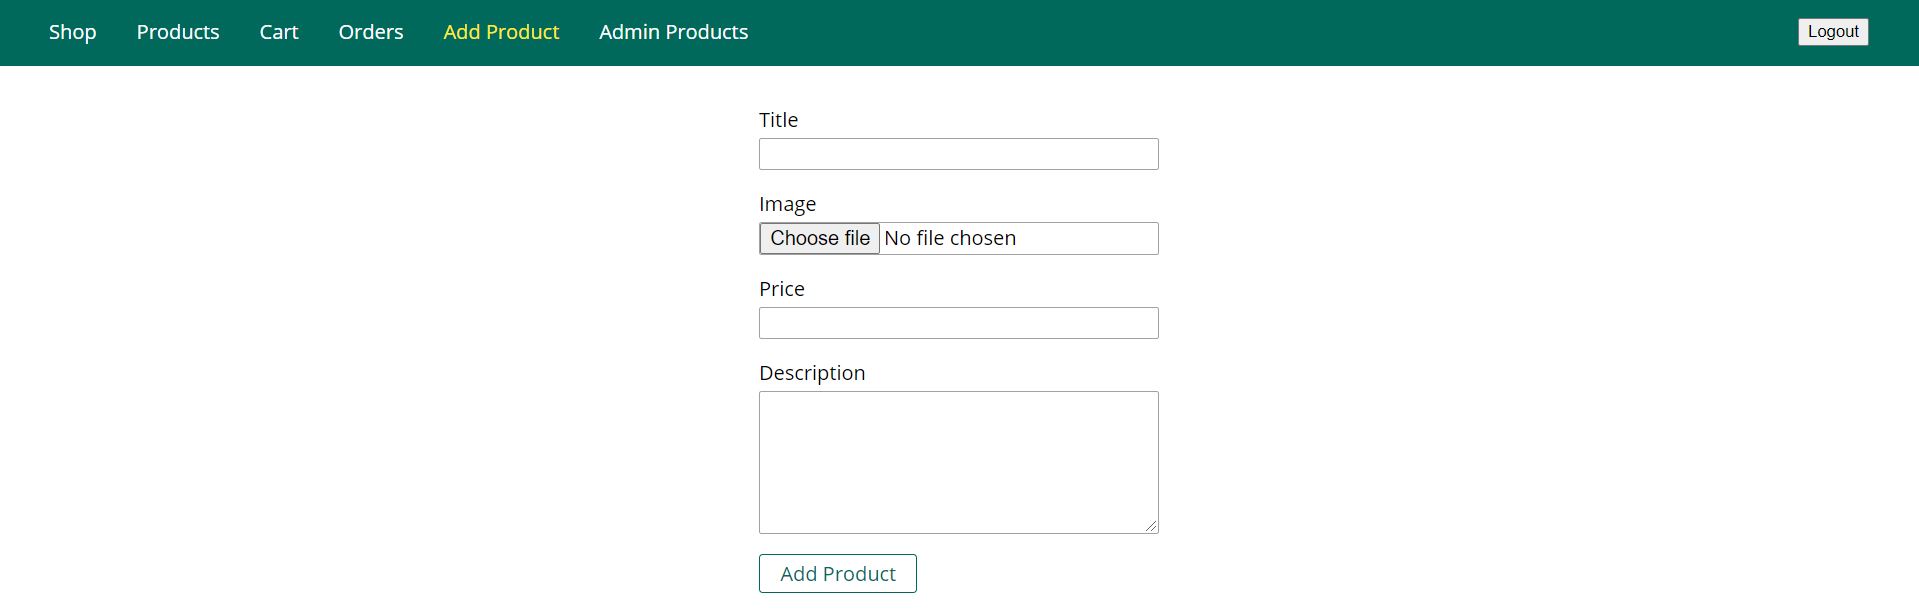 Shop Products Cart Orders Add Product Admin Products Logout
Title
Image
Choose file No file chosen
Price
Description
Add Product